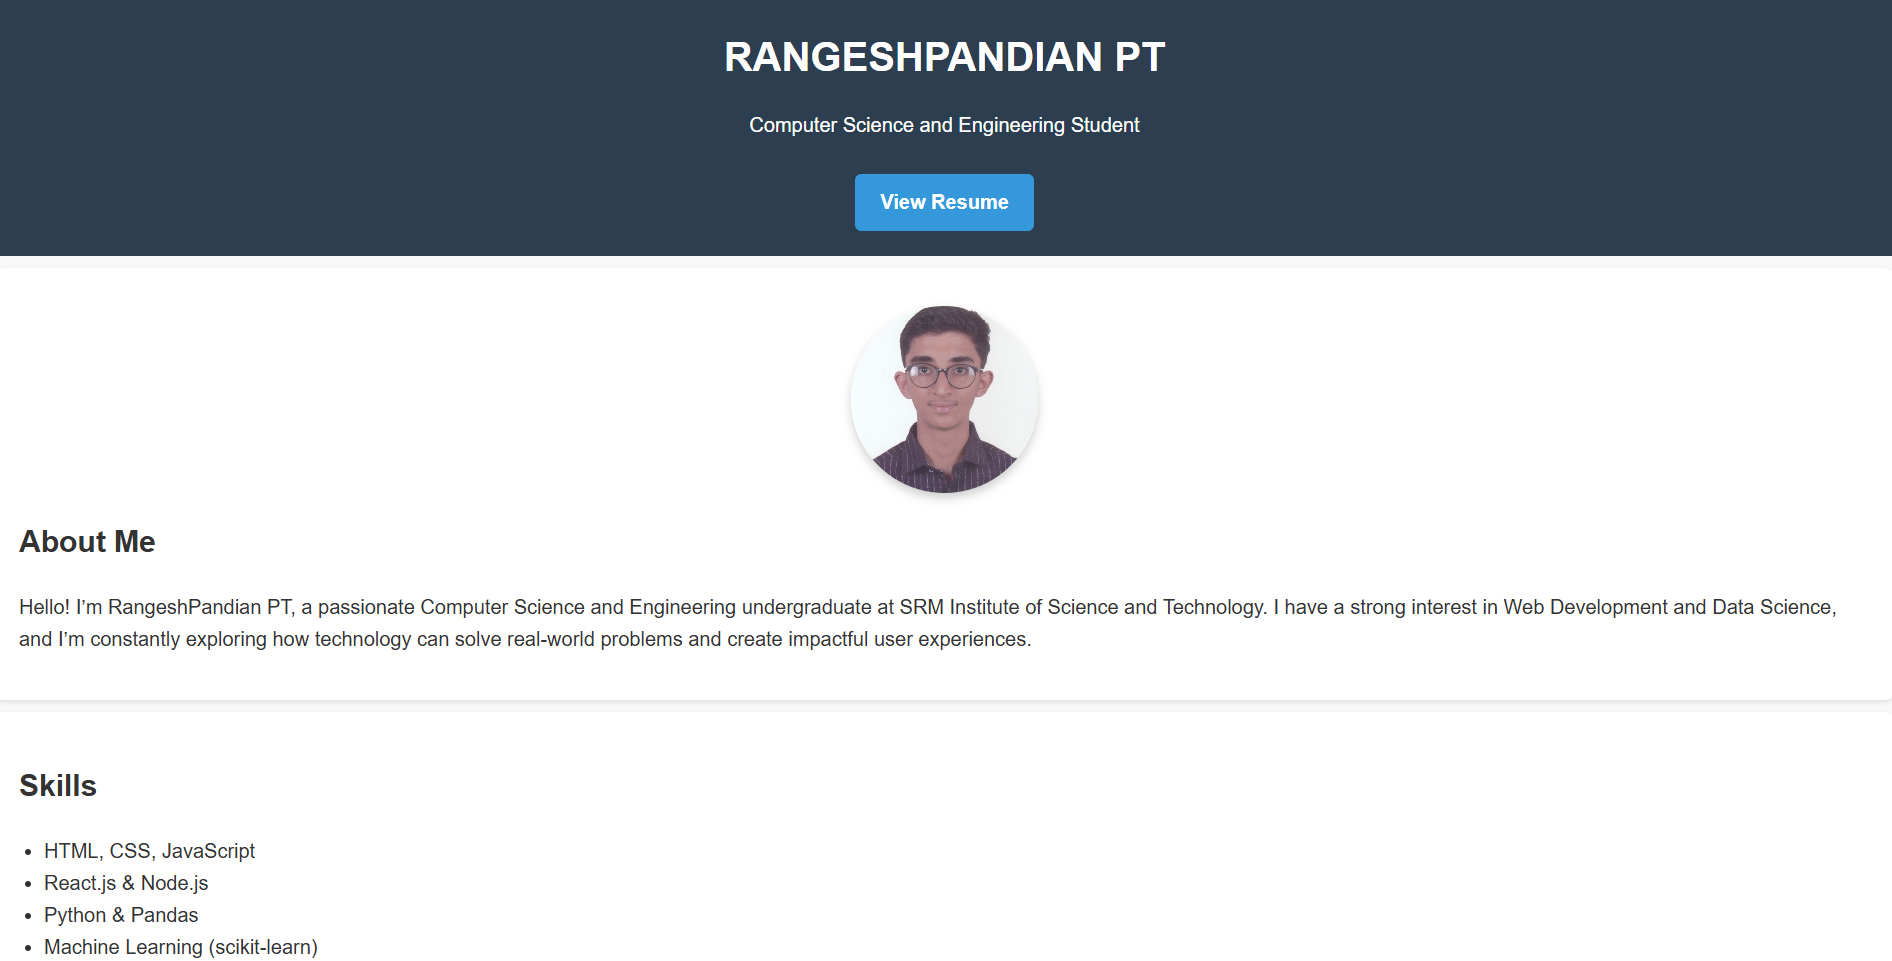 RANGESHPANDIAN PT
Computer Science and Engineering Student
View Resume
About Me
Hello! I’m RangeshPandian PT, a passionate Computer Science and Engineering undergraduate at SRM Institute of Science and Technology. I have a strong interest in Web Development and Data Science,
and I’m constantly exploring how technology can solve real-world problems and create impactful user experiences.
Skills
• HTML, CSS, JavaScript
• React.js & Node.js
• Python & Pandas
• Machine Learning (scikit-learn)